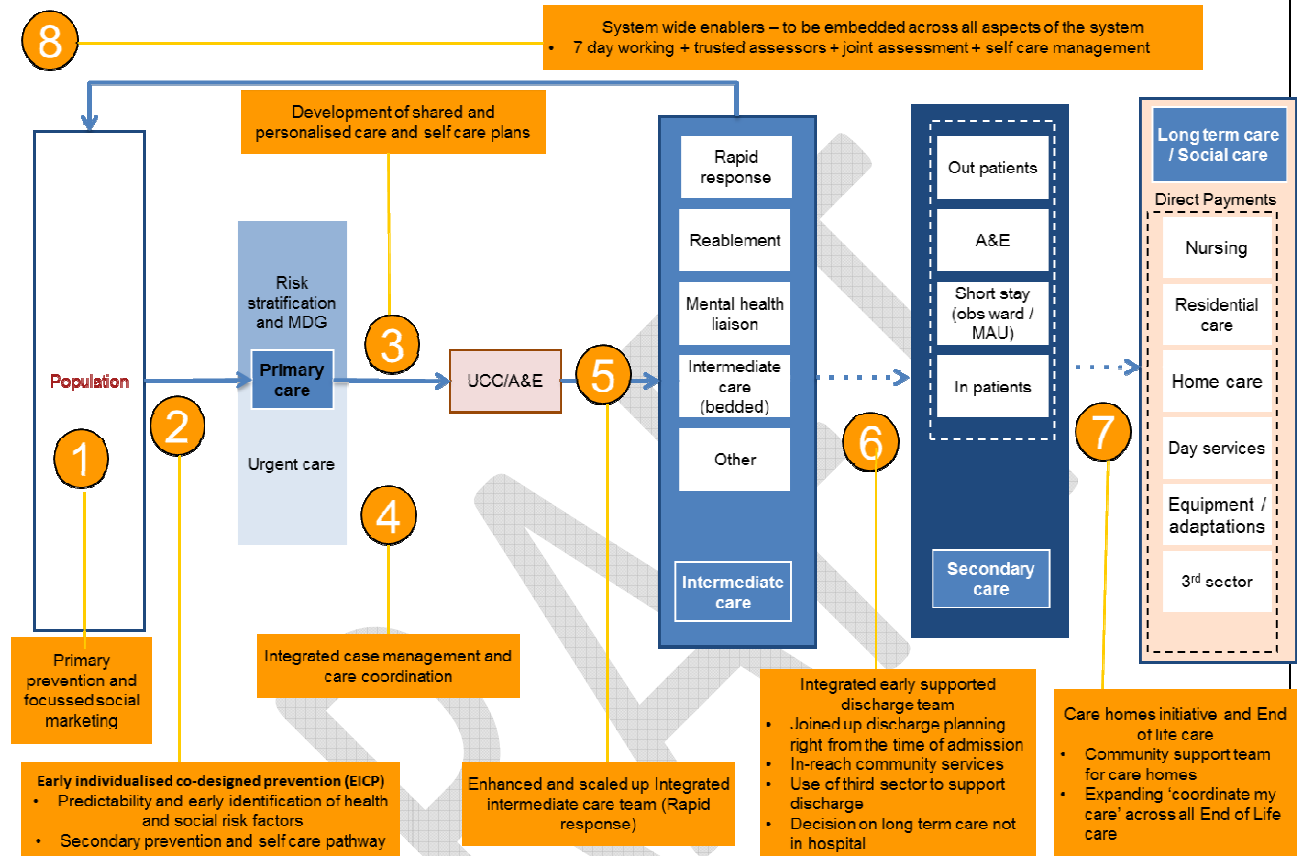 8
System wide enablers – to be embedded across all aspects of the system
• 7 day working + trusted assessors + joint assessment + self care management
Development of shared and
personalised care and self care plans
Population
1
Primary
prevention and
focussed social
marketing
2
Early individualised co-designed prevention (EICP)
• Predictability and early identification of health
and social risk factors
• Secondary prevention and self care pathway
Risk
stratification
and MDG
Primary
care
Urgent care
3
4
Integrated case management and
care coordination
UCC/A&E
5
Enhanced and scaled up Integrated
intermediate care team (Rapid
response)
Rapid
response
Reablement
Mental health
liaison
Intermediate
care
(bedded)
Other
Intermediate
care
6
Integrated early supported
discharge team
• Joined up discharge planning
right from the time of admission
• In-reach community services
• Use of third sector to support
discharge
• Decision on long term care not
in hospital
Out patients
A&E
Short stay
(obs ward /
MAU)
In patients
Secondary
care
7
Care homes initiative and End
of life care
• Community support team
for care homes
• Expanding ‘coordinate my
care’ across all End of Life
care
Long term care
/ Social care
Direct Payments
Nursing
Residential
care
Home care
Day services
Equipment /
adaptations
3rd sector
DRAFT